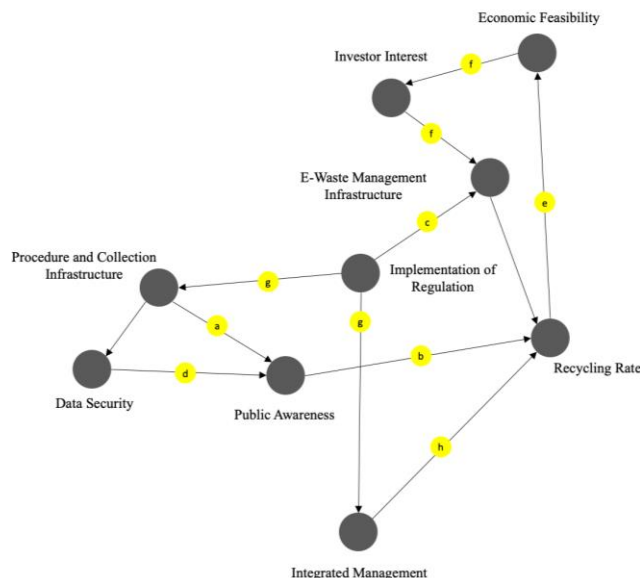 Economic Feasibility
Investor Interest
f
f
E-Waste Management
Infrastructure
e
c
Procedure and Collection
Infrastructure
g
Implementation of
Regulation
a
g
b
Recycling Rate
d
Data Security
Public Awareness
h
Integrated Management